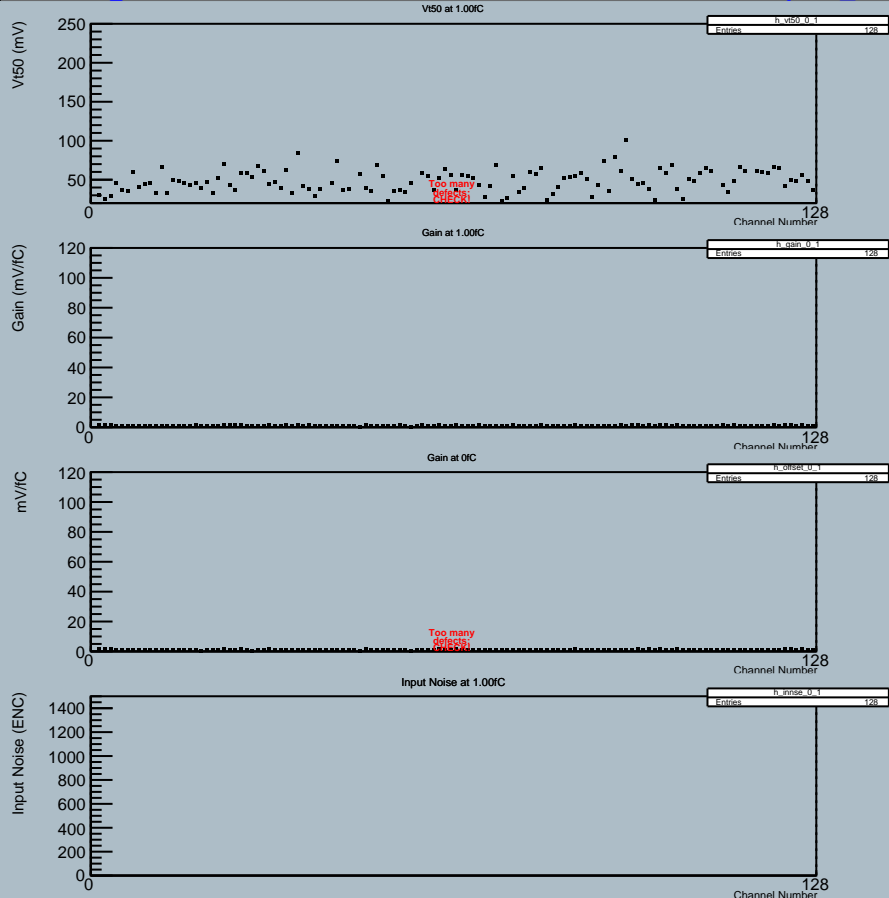 Vt50 at 1.00fC
h_vt50_0_1
Entries 128
Vt50 (mV)
250
200
150
100
50
Too many
defects;
CHECK!
0
128
Channel Number
Gain at 1.00fC
h_gain_0_1
Entries 128
Gain (mV/fC)
120
100
80
60
40
20
0
0
128
Channel Number
Gain at 0fC
h_offset_0_1
Entries 128
mV/fC
120
100
80
60
40
20
Too many
defects;
CHECK!
0
0
128
Channel Number
Input Noise at 1.00fC
h_innse_0_1
Entries 128
Input Noise (ENC)
1400
1200
1000
800
600
400
200
0
0
128
Channel Number